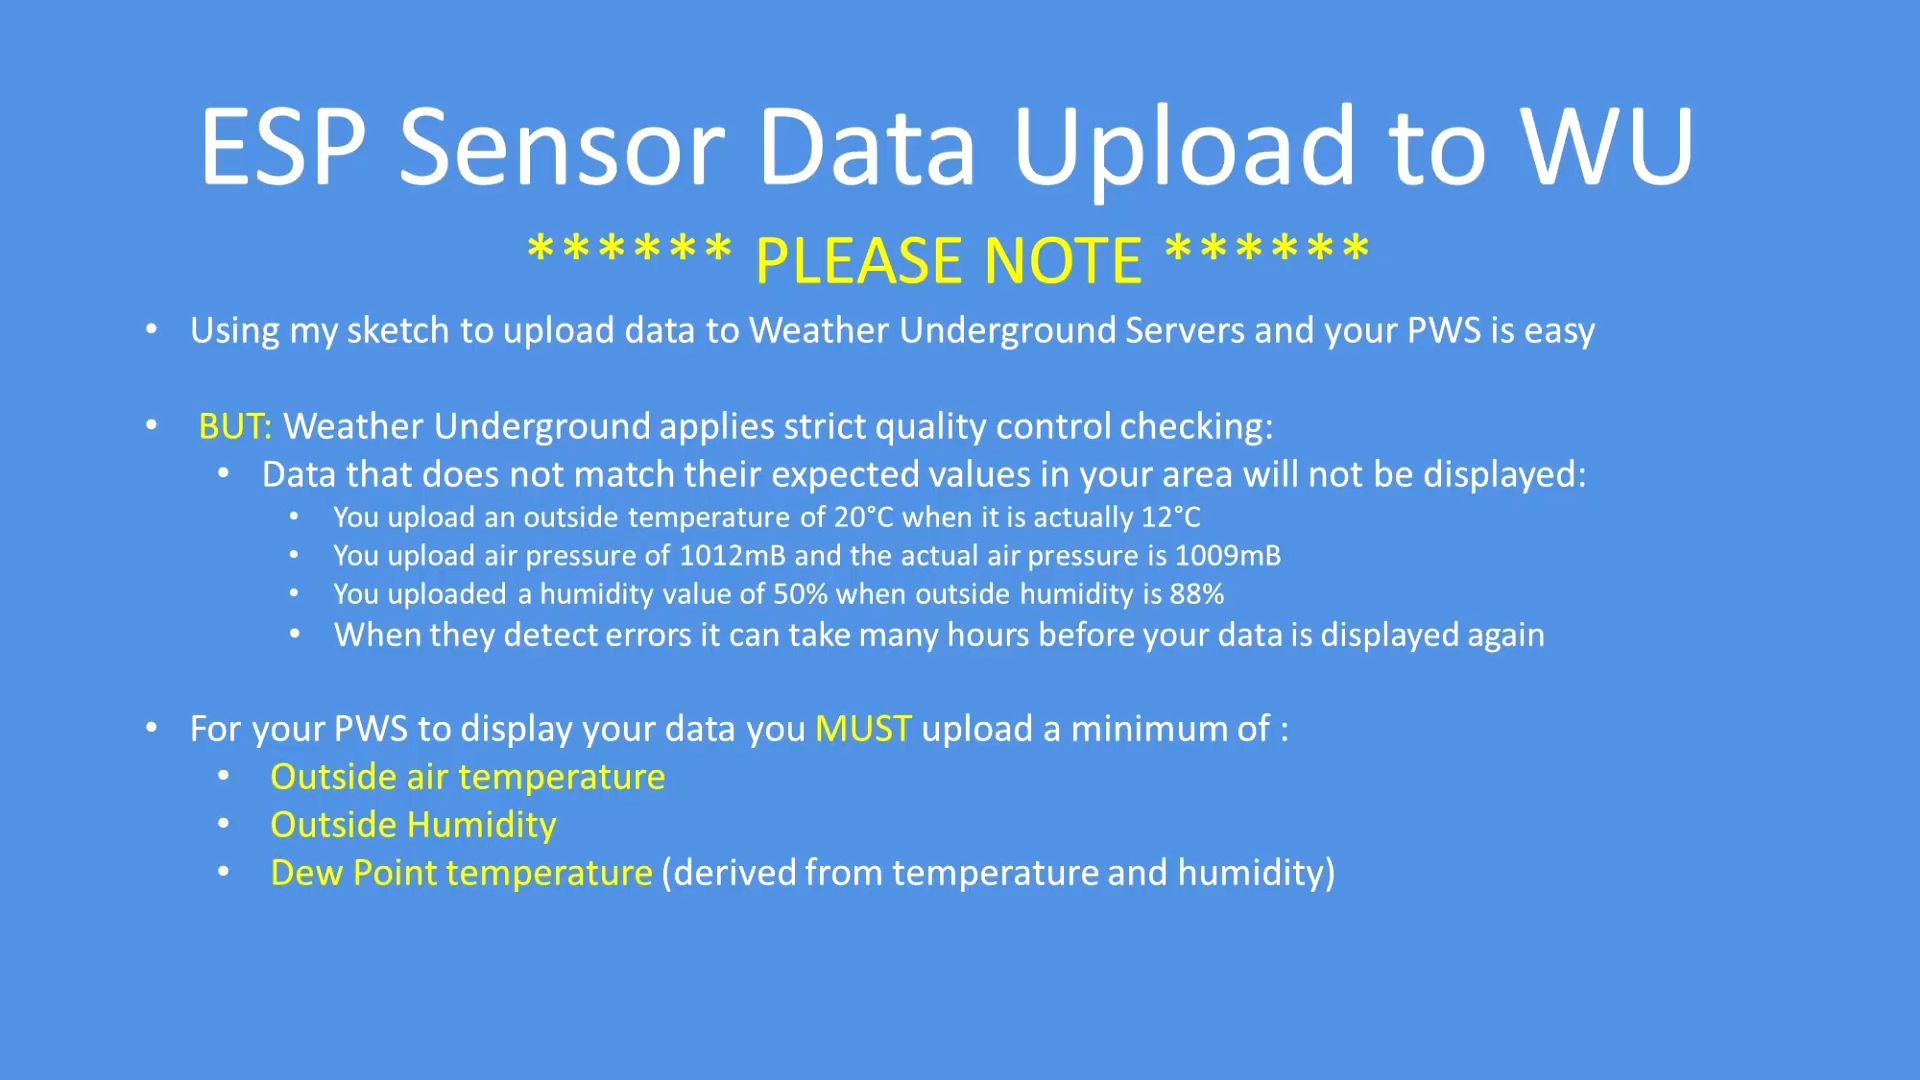 ESP Sensor Data Upload to WU
****** PLEASE NOTE ******
• Using my sketch to upload data to Weather Underground Servers and your PWS is easy
• BUT: Weather Underground applies strict quality control checking:
• Data that does not match their expected values in your area will not be displayed:
• You upload an outside temperature of 20°C when it is actually 12°C
• You upload air pressure of 1012mB and the actual air pressure is 1009mB
• You uploaded a humidity value of 50% when outside humidity is 88%
• When they detect errors it can take many hours before your data is displayed again
• For your PWS to display your data you MUST upload a minimum of :
• Outside air temperature
• Outside Humidity
• Dew Point temperature (derived from temperature and humidity)